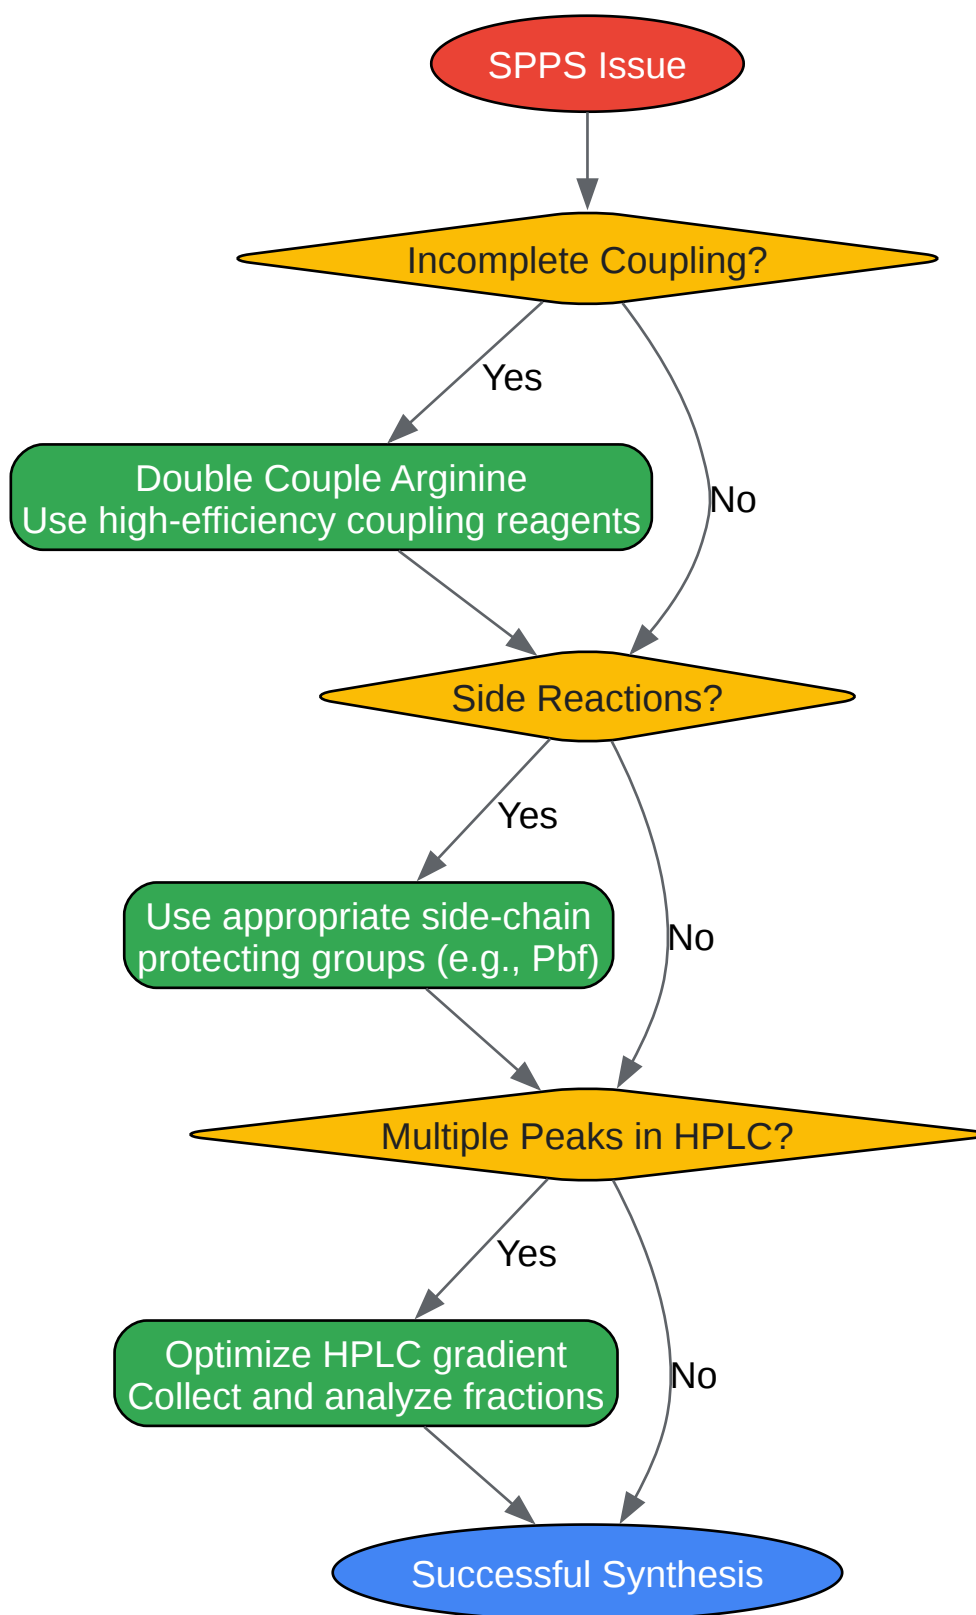 SPPS Issue
Incomplete Coupling?
Yes
Double Couple Arginine
Use high-efficiency coupling reagents
No
Side Reactions?
Yes
Use appropriate side-chain
protecting groups (e.g., Pbf)
No
Multiple Peaks in HPLC?
Yes
Optimize HPLC gradient
Collect and analyze fractions
No
Successful Synthesis